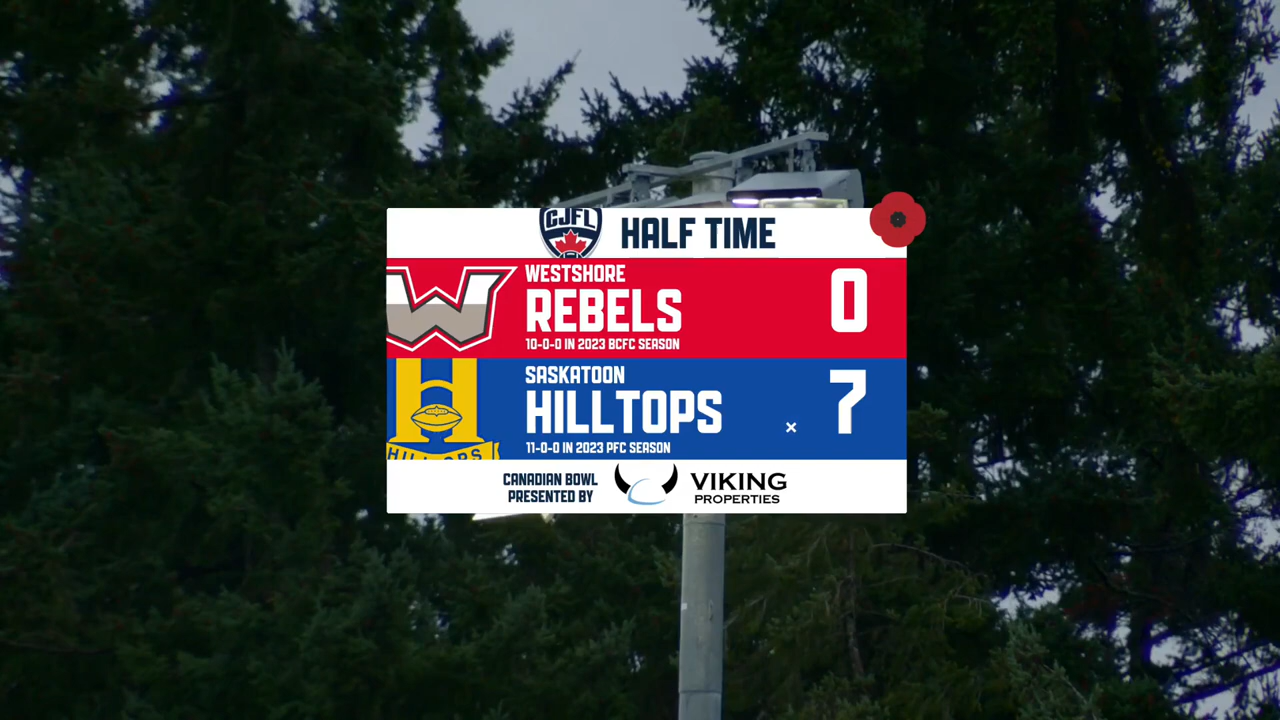 CJFL
HALF TIME
WESTSHORE
REBELS
0
10-0-0 IN 2023 BCFC SEASON
W
SASKATOON
HILLTOPS
× 7
11-0-0 IN 2023 PFC SEASON
H
HILLTOPS
CANADIAN BOWL
PRESENTED BY
VIKING
PROPERTIES